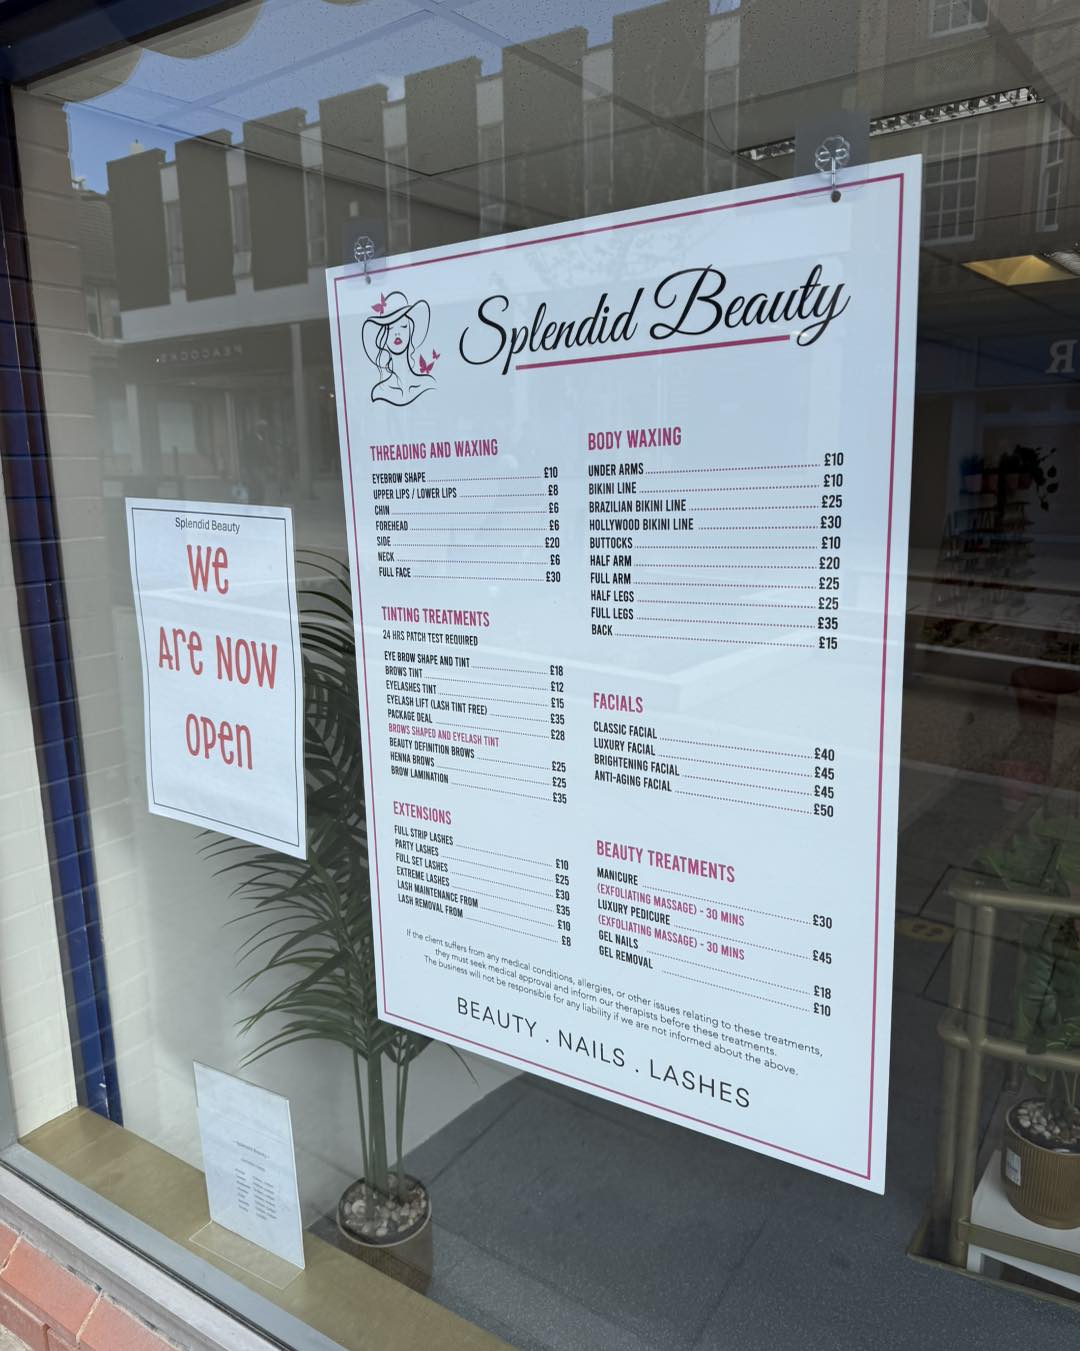 Splendid Beauty
We
Are NOW
OPen
Splendid Beauty
THREADING AND WAXING
EYEBROW SHAPE £10
UPPER LIPS / LOWER LIPS £8
CHIN £6
FOREHEAD £6
SIDE £20
NECK £6
FULL FACE £30
TINTING TREATMENTS
24 HRS PATCH TEST REQUIRED
EYE BROW SHAPE AND TINT £18
BROWS TINT £12
EYELASHES TINT £15
EYELASH LIFT (LASH TINT FREE) £35
PACKAGE DEAL £28
BROWS SHAPED AND EYELASH TINT
BEAUTY DEFINITION BROWS £25
HENNA BROWS £25
BROW LAMINATION £35
EXTENSIONS
FULL STRIP LASHES £10
PARTY LASHES £25
FULL SET LASHES £30
EXTREME LASHES £35
LASH MAINTENANCE FROM £10
LASH REMOVAL FROM £8
BODY WAXING
UNDER ARMS £10
BIKINI LINE £10
BRAZILIAN BIKINI LINE £25
HOLLYWOOD BIKINI LINE £30
BUTTOCKS £10
HALF ARM £20
FULL ARM £25
HALF LEGS £25
FULL LEGS £35
BACK £15
FACIALS
CLASSIC FACIAL £40
LUXURY FACIAL £45
BRIGHTENING FACIAL £45
ANTI-AGING FACIAL £50
BEAUTY TREATMENTS
MANICURE £30
(EXFOLIATING MASSAGE) - 30 MINS
LUXURY PEDICURE £45
(EXFOLIATING MASSAGE) - 30 MINS
GEL NAILS £18
GEL REMOVAL £10
If the client suffers from any medical conditions, allergies, or other issues relating to these treatments,
they must seek medical approval and inform our therapists before these treatments.
The business will not be responsible for any liability if we are not informed about the above.
BEAUTY . NAILS . LASHES
PEACOCKS